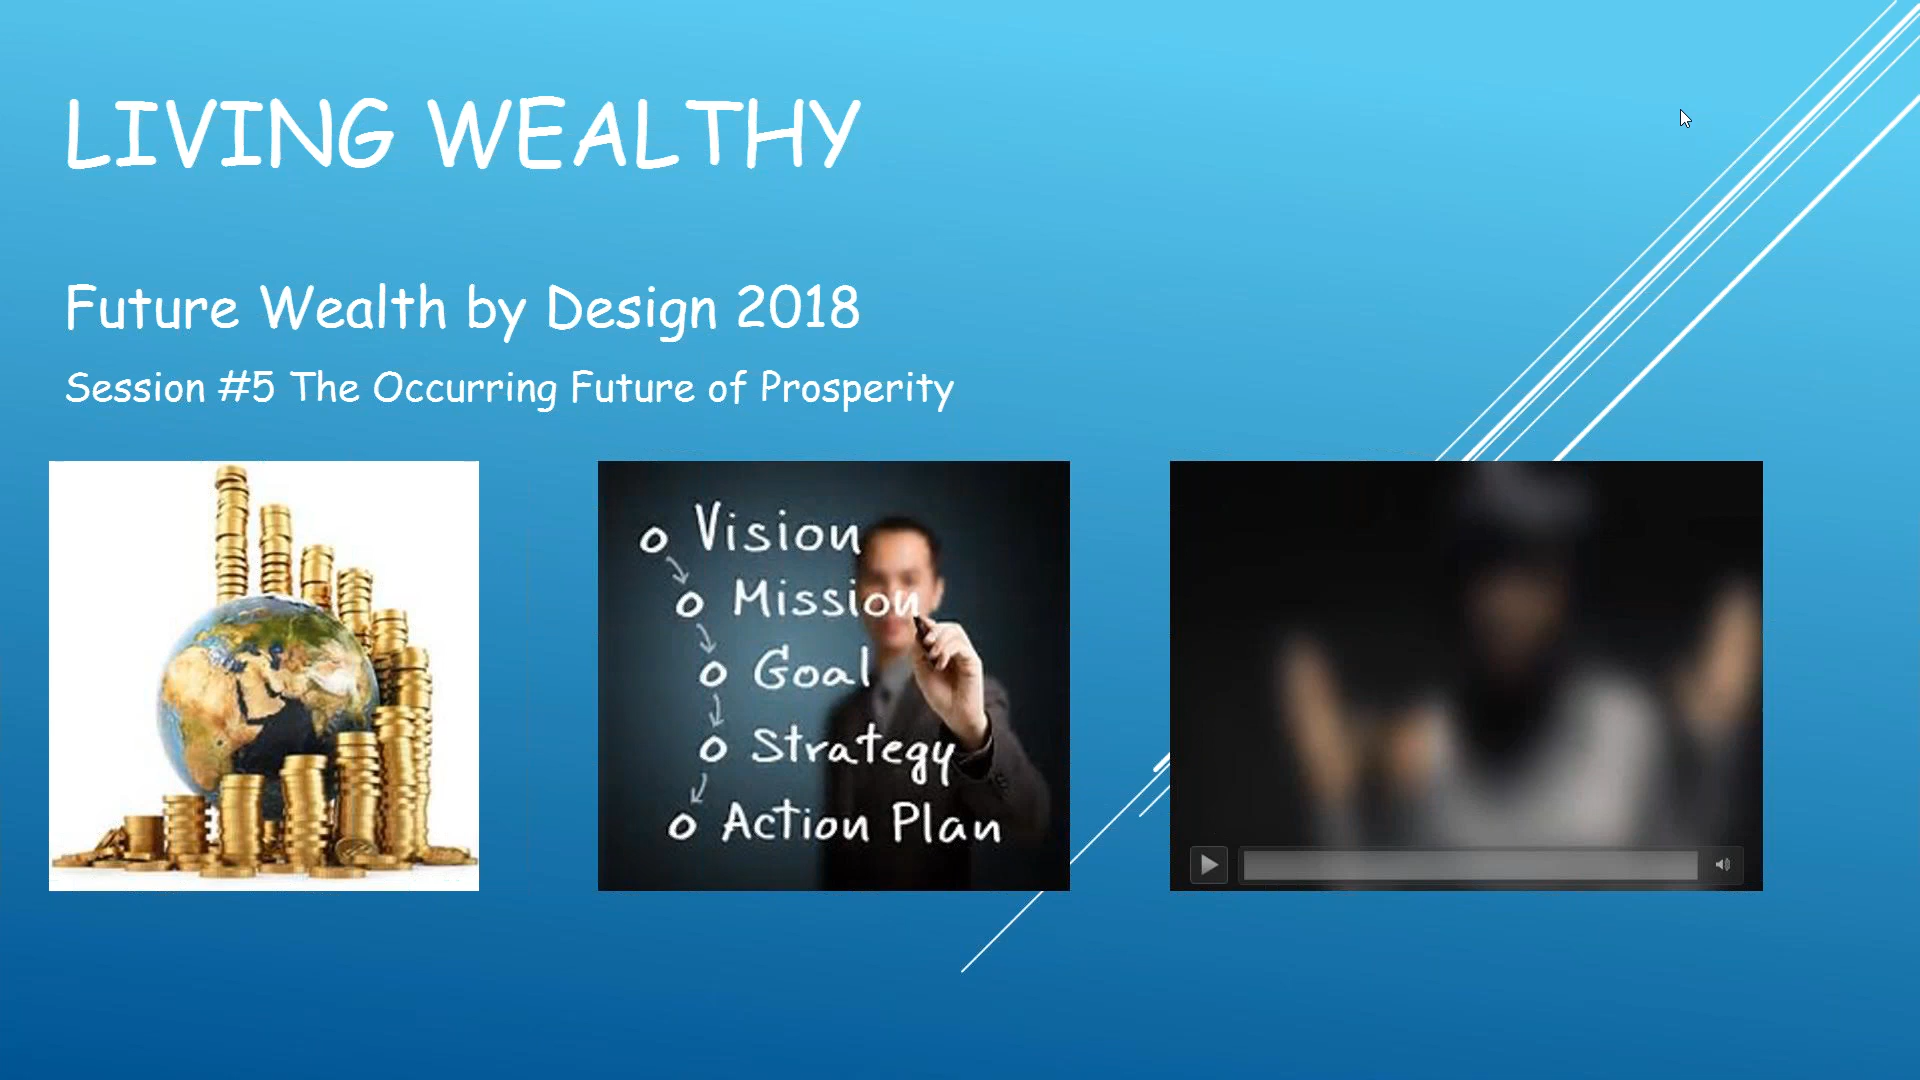 LIVING WEALTHY
Future Wealth by Design 2018
Session #5 The Occurring Future of Prosperity
Vision
Mission
Goal
Strategy
Action Plan